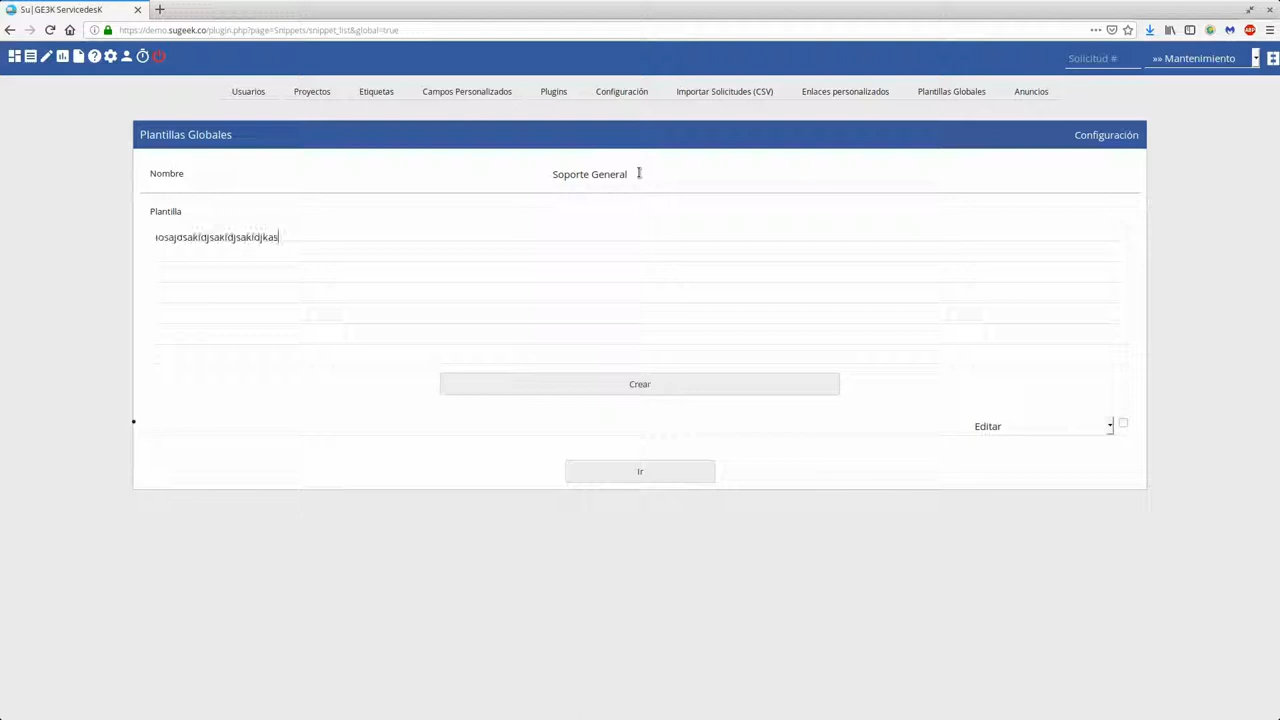 Su|GE3K ServicedesK
https://demo.sugeek.co/plugin.php?page=Snippets/snippet_list&global=true
Solicitud #
»» Mantenimiento
Usuarios
Proyectos
Etiquetas
Campos Personalizados
Plugins
Configuración
Importar Solicitudes (CSV)
Enlaces personalizados
Plantillas Globales
Anuncios
Plantillas Globales
Configuración
Nombre
Soporte General
Plantilla
Crear
Editar
Ir